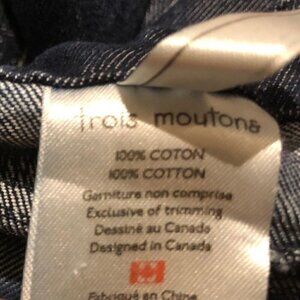 trois moutons
100% COTON
100% COTTON
Garniture non comprise
Exclusive of trimming
Dessiné au Canada
Designed in Canada
Fabriqué en Chine